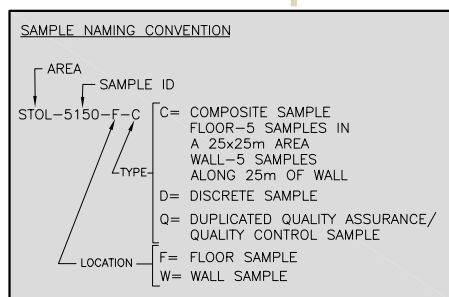 SAMPLE NAMING CONVENTION
AREA
SAMPLE ID
STOL-5150-F-C
C= COMPOSITE SAMPLE
FLOOR-5 SAMPLES IN
A 25x25m AREA
WALL-5 SAMPLES
ALONG 25m OF WALL
TYPE
D= DISCRETE SAMPLE
Q= DUPLICATED QUALITY ASSURANCE/
QUALITY CONTROL SAMPLE
LOCATION
F= FLOOR SAMPLE
W= WALL SAMPLE